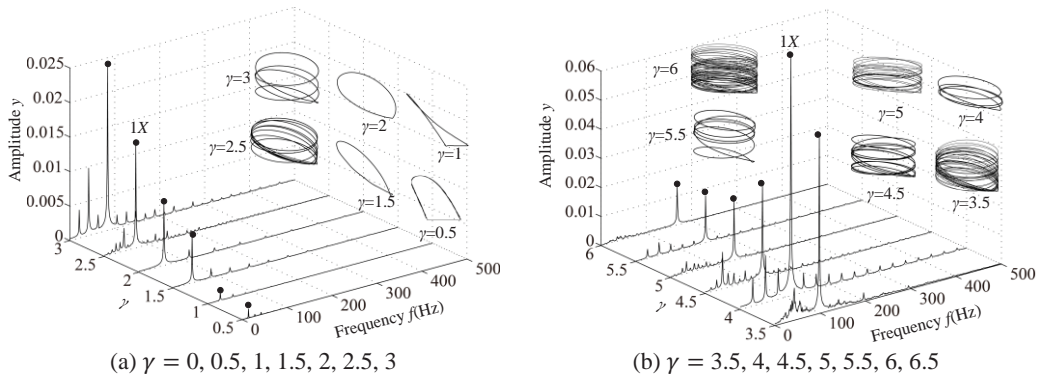 0.025
0.02
0.015
0.01
0.005
0
Amplitude y
1X
γ=3
γ=2.5
γ=2
γ=1.5
γ=1
γ=0.5
3
2.5
2
1.5
1
0.5
γ
0
100
200
300
400
500
Frequency f(Hz)
(a) γ = 0, 0.5, 1, 1.5, 2, 2.5, 3
0.06
0.05
0.04
0.03
0.02
0.01
0
Amplitude y
1X
γ=6
γ=5.5
γ=5
γ=4
γ=4.5
γ=3.5
6
5.5
γ
4.5
4
3.5
0
100
200
300
400
500
Frequency f(Hz)
(b) γ = 3.5, 4, 4.5, 5, 5.5, 6, 6.5